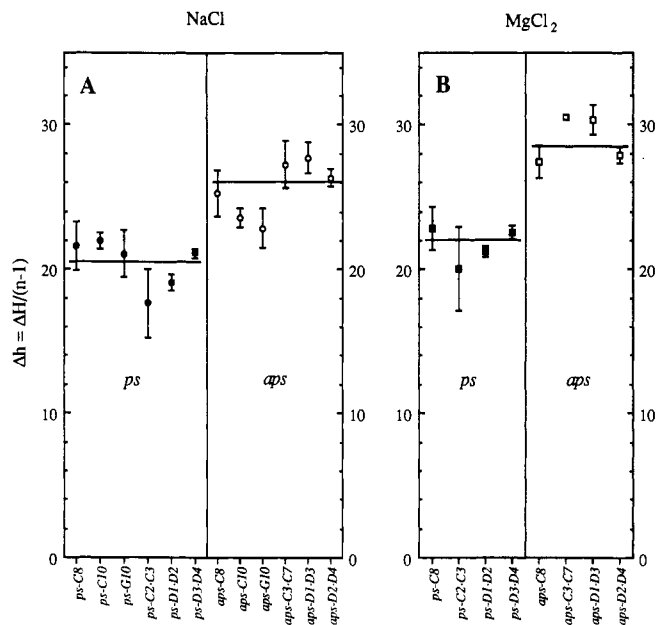 NaCl
MgCl2
A
B
30
20
10
0
30
20
10
0
30
20
10
0
30
20
10
0
Δh = ΔH/(n-1)
ps
aps
ps
aps
ps-C8
ps-C10
ps-G10
ps-C2·C3
ps-D1·D2
ps-D3·D4
aps-C8
aps-C10
aps-G10
aps-C3·C7
aps-D1·D3
aps-D2·D4
ps-C8
ps-C2·C3
ps-D1·D2
ps-D3·D4
aps-C8
aps-C3·C7
aps-D1·D3
aps-D2·D4